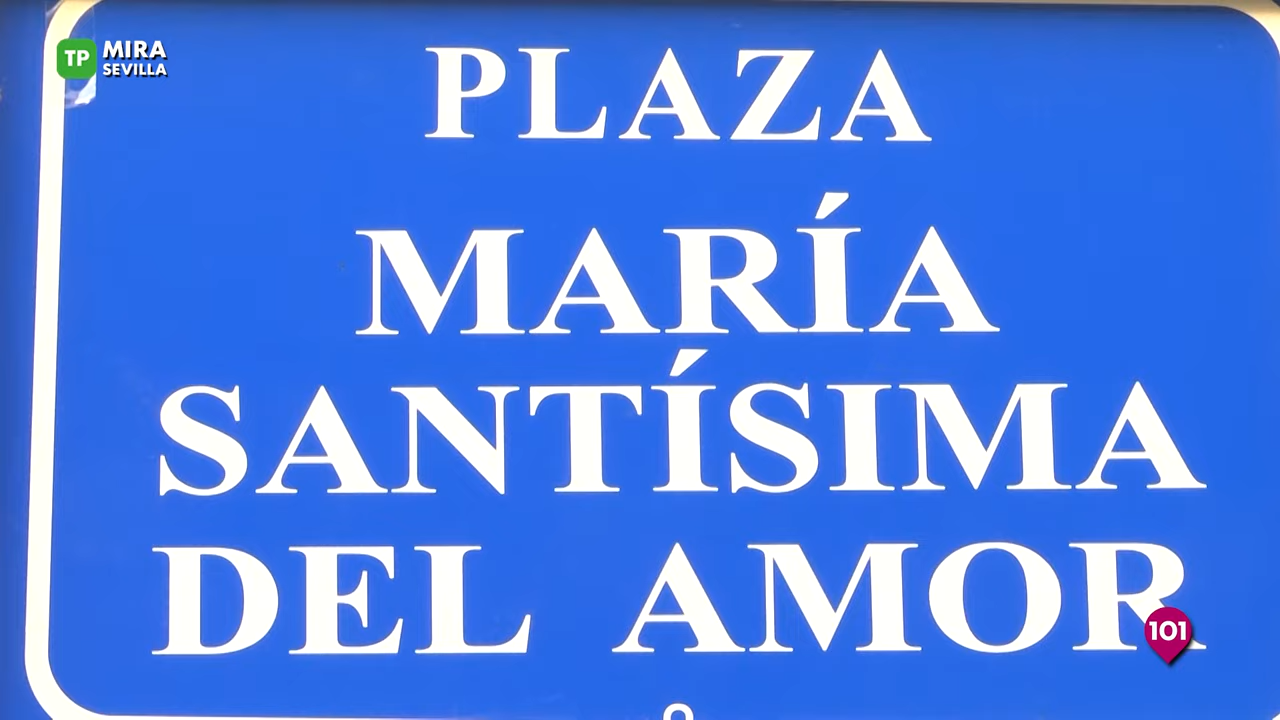 TP MIRA
SEVILLA
PLAZA
MARÍA
SANTÍSIMA
DEL AMOR
101